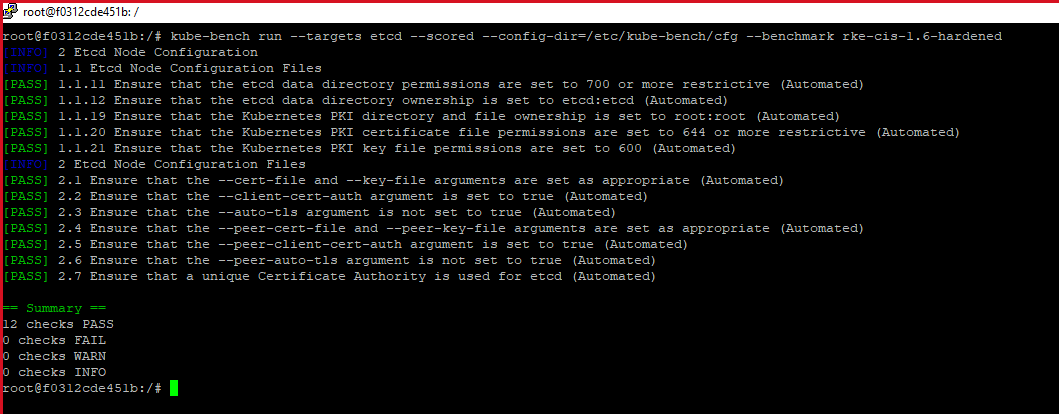 root@f0312cde451b: /
root@f0312cde451b:/# kube-bench run --targets etcd --scored --config-dir=/etc/kube-bench/cfg --benchmark rke-cis-1.6-hardened
[INFO] 2 Etcd Node Configuration
[INFO] 1.1 Etcd Node Configuration Files
[PASS] 1.1.11 Ensure that the etcd data directory permissions are set to 700 or more restrictive (Automated)
[PASS] 1.1.12 Ensure that the etcd data directory ownership is set to etcd:etcd (Automated)
[PASS] 1.1.19 Ensure that the Kubernetes PKI directory and file ownership is set to root:root (Automated)
[PASS] 1.1.20 Ensure that the Kubernetes PKI certificate file permissions are set to 644 or more restrictive (Automated)
[PASS] 1.1.21 Ensure that the Kubernetes PKI key file permissions are set to 600 (Automated)
[INFO] 2 Etcd Node Configuration Files
[PASS] 2.1 Ensure that the --cert-file and --key-file arguments are set as appropriate (Automated)
[PASS] 2.2 Ensure that the --client-cert-auth argument is set to true (Automated)
[PASS] 2.3 Ensure that the --auto-tls argument is not set to true (Automated)
[PASS] 2.4 Ensure that the --peer-cert-file and --peer-key-file arguments are set as appropriate (Automated)
[PASS] 2.5 Ensure that the --peer-client-cert-auth argument is set to true (Automated)
[PASS] 2.6 Ensure that the --peer-auto-tls argument is not set to true (Automated)
[PASS] 2.7 Ensure that a unique Certificate Authority is used for etcd (Automated)
== Summary ==
12 checks PASS
0 checks FAIL
0 checks WARN
0 checks INFO
root@f0312cde451b:/#